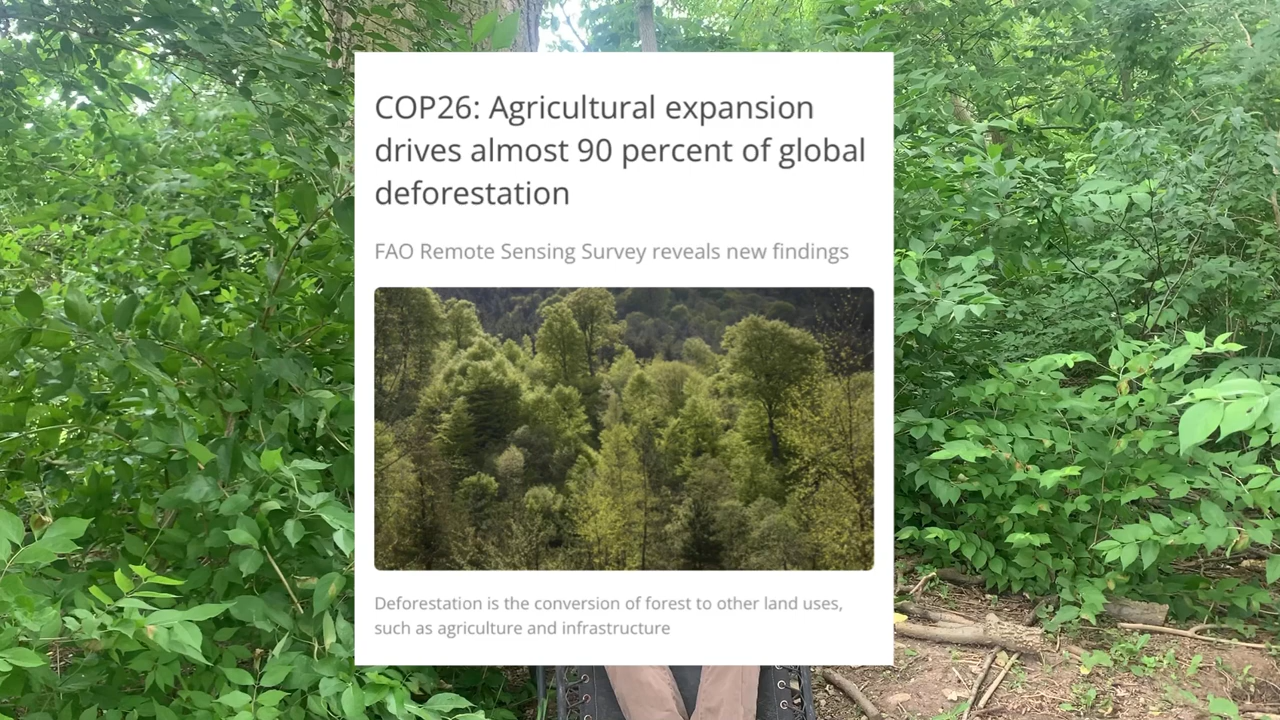 COP26: Agricultural expansion
drives almost 90 percent of global
deforestation
FAO Remote Sensing Survey reveals new findings
Deforestation is the conversion of forest to other land uses,
such as agriculture and infrastructure